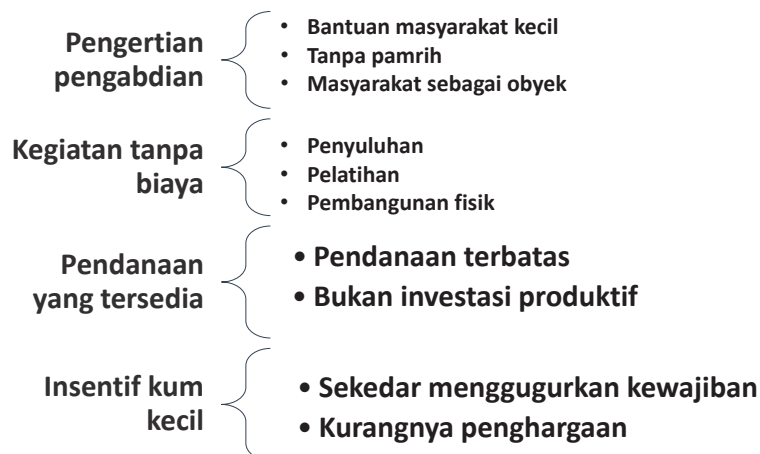 Pengertian
pengabdian
• Bantuan masyarakat kecil
• Tanpa pamrih
• Masyarakat sebagai obyek
Kegiatan tanpa
biaya
• Penyuluhan
• Pelatihan
• Pembangunan fisik
Pendanaan
yang tersedia
• Pendanaan terbatas
• Bukan investasi produktif
Insentif kum
kecil
• Sekedar menggugurkan kewajiban
• Kurangnya penghargaan